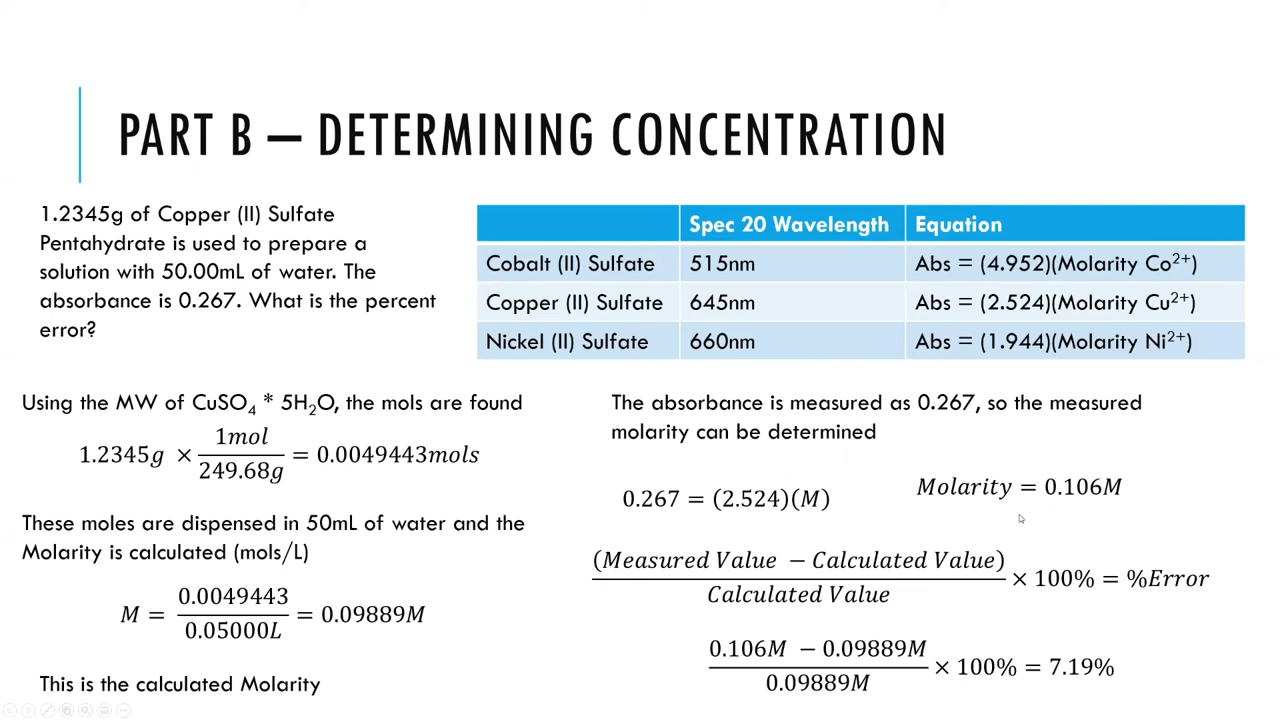 PART B – DETERMINING CONCENTRATION
1.2345g of Copper (II) Sulfate
Pentahydrate is used to prepare a
solution with 50.00mL of water. The
absorbance is 0.267. What is the percent
error?
Spec 20 Wavelength Equation
Cobalt (II) Sulfate 515nm Abs = (4.952)(Molarity Co²⁺)
Copper (II) Sulfate 645nm Abs = (2.524)(Molarity Cu²⁺)
Nickel (II) Sulfate 660nm Abs = (1.944)(Molarity Ni²⁺)
Using the MW of CuSO₄ * 5H₂O, the mols are found
1.2345g × 1mol / 249.68g = 0.0049443mols
These moles are dispensed in 50mL of water and the
Molarity is calculated (mols/L)
M = 0.0049443 / 0.05000L = 0.09889M
This is the calculated Molarity
The absorbance is measured as 0.267, so the measured
molarity can be determined
0.267 = (2.524)(M)
Molarity = 0.106M
(Measured Value − Calculated Value) / Calculated Value × 100% = %Error
0.106M − 0.09889M / 0.09889M × 100% = 7.19%